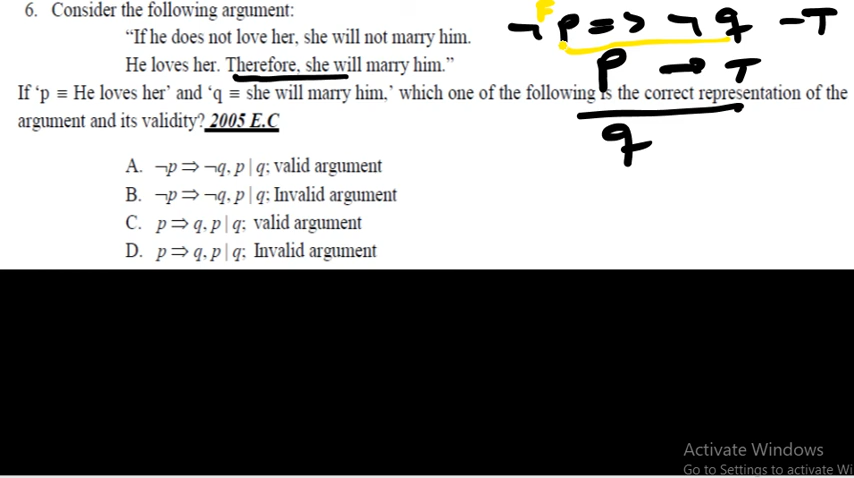 6. Consider the following argument:
¬ p => ¬ q - T
F
"If he does not love her, she will not marry him.
He loves her. Therefore, she will marry him."
p → T
If 'p ≡ He loves her' and 'q ≡ she will marry him,' which one of the following is the correct representation of the
argument and its validity? 2005 E.C
q
A. ¬p ⇒ ¬q, p | q; valid argument
B. ¬p ⇒ ¬q, p | q; Invalid argument
C. p ⇒ q, p | q; valid argument
D. p ⇒ q, p | q; Invalid argument
Activate Windows
Go to Settings to activate Wi